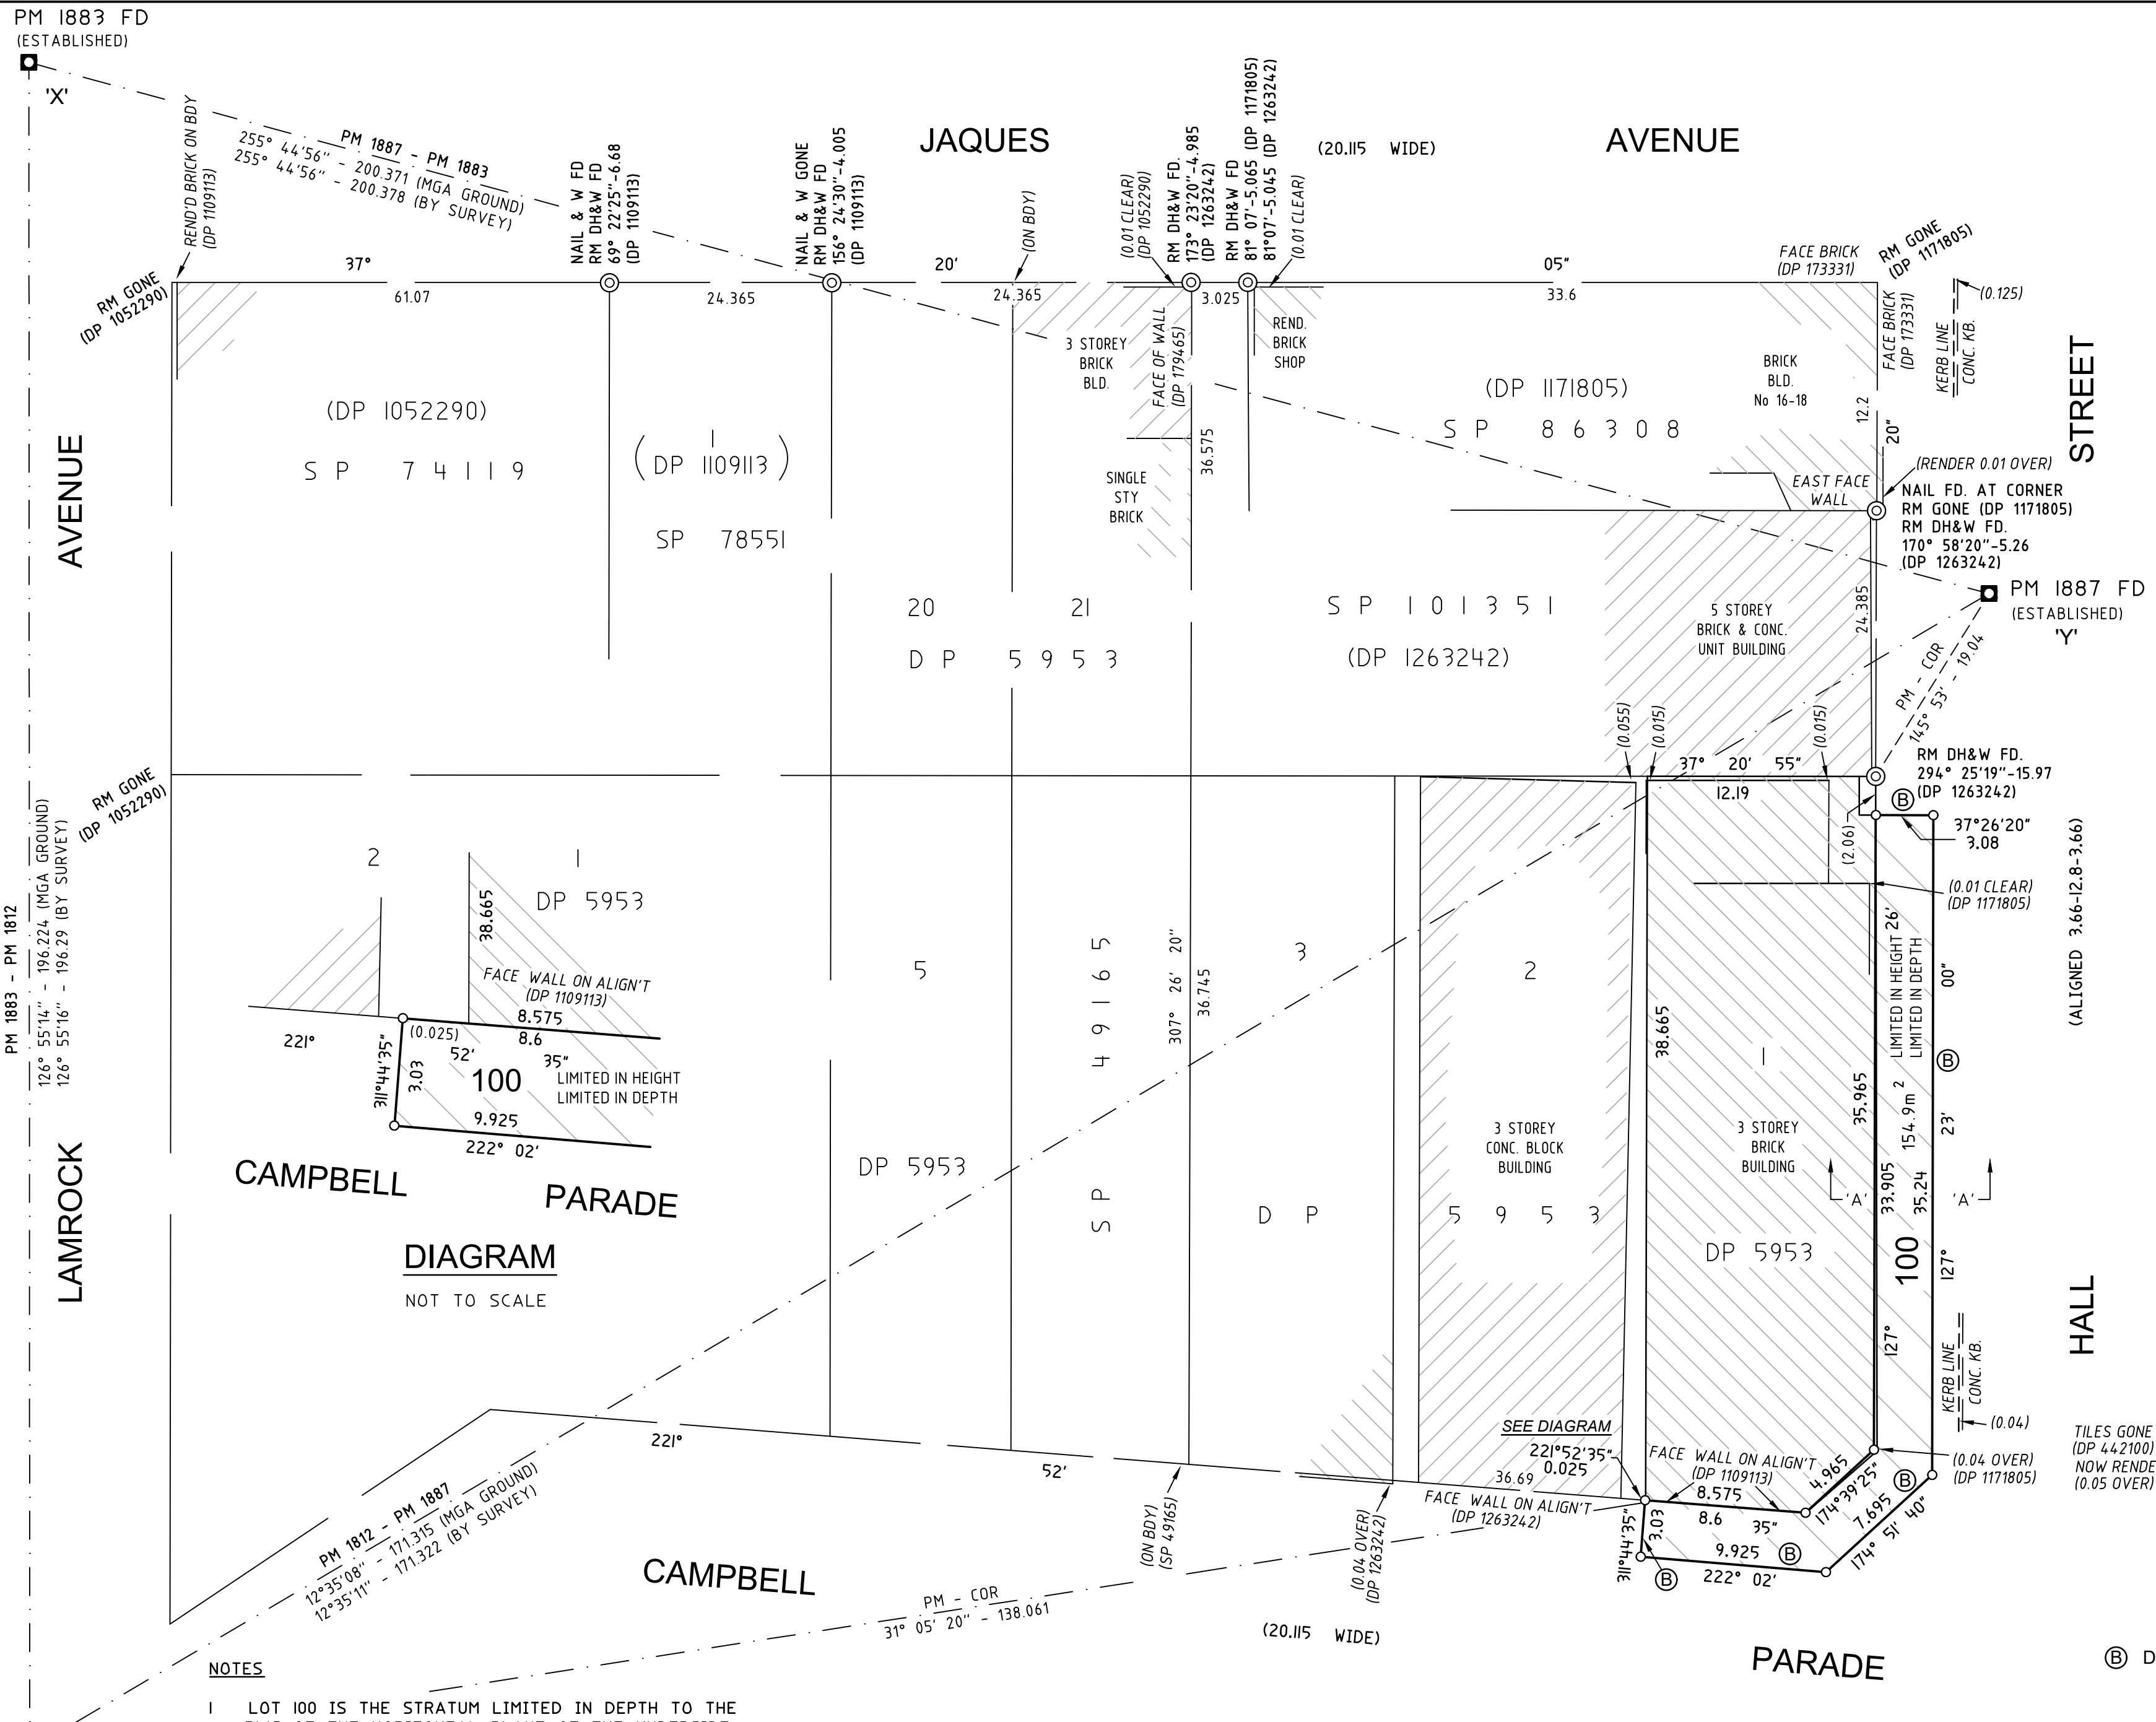 PM 1883 FD
(ESTABLISHED)
'X'
REND'D BRICK ON BDY
(DP 1109113)
PM 1887 - PM 1883
255° 44'56" - 200.371 (MGA GROUND)
255° 44'56" - 200.378 (BY SURVEY)
NAIL & W FD
RM DH&W FD
69° 22'25"-6.68
(DP 1109113)
NAIL & W GONE
RM DH&W FD
156° 24'30"-4.005
(DP 1109113)
JAQUES
AVENUE
(20.115 WIDE)
(ON BDY)
(0.01 CLEAR)
(DP 1052290)
RM DH&W FD.
173° 23'20"-4.985
(DP 1263242)
RM DH&W FD
81° 07'-5.065 (DP 1171805)
81°07'-5.045 (DP 1263242)
(0.01 CLEAR)
FACE BRICK
(DP 173331)
RM GONE
(DP 1171805)
RM GONE
(DP 1052290)
37°
20'
05"
61.07
24.365
24.365
3.025
33.6
FACE BRICK
(DP 173331)
KERB LINE
CONC. KB.
(0.125)
STREET
3 STOREY
BRICK
BLD.
FACE OF WALL
(DP 179465)
REND.
BRICK
SHOP
BRICK
BLD.
No 16-18
12.2
20"
(DP 1052290)
SP 74119
1
(DP 1109113)
SP 78551
36.575
SINGLE
STY
BRICK
(DP 1171805)
SP 86308
EAST FACE
WALL
(RENDER 0.01 OVER)
NAIL FD. AT CORNER
RM GONE (DP 1171805)
RM DH&W FD.
170° 58'20"-5.26
(DP 1263242)
AVENUE
20
21
DP 5953
SP 101351
(DP 1263242)
5 STOREY
BRICK & CONC.
UNIT BUILDING
24.385
PM 1887 FD
(ESTABLISHED)
'Y'
PM - COR
145° 53' - 19.04
(0.055)
(0.015)
(0.015)
37° 20' 55"
12.19
RM DH&W FD.
294° 25'19"-15.97
(DP 1263242)
B
37°26'20"
3.08
(2.06)
RM GONE
(DP 1052290)
PM 1883 - PM 1812
126° 55'14" - 196.224 (MGA GROUND)
126° 55'16" - 196.29 (BY SURVEY)
2
1
DP 5953
38.665
FACE WALL ON ALIGN'T
(DP 1109113)
8.575
(0.025)
8.6
221°
52'
35"
311°44'35"
3.03
100
LIMITED IN HEIGHT
LIMITED IN DEPTH
9.925
222° 02'
CAMPBELL
PARADE
DIAGRAM
NOT TO SCALE
LAMROCK
5
DP 5953
SP 49165
307° 26' 20"
36.745
3
DP
2
5953
3 STOREY
CONC. BLOCK
BUILDING
38.665
1
3 STOREY
BRICK
BUILDING
DP 5953
(0.01 CLEAR)
(DP 1171805)
26'
LIMITED IN HEIGHT
LIMITED IN DEPTH
00"
B
(ALIGNED 3.66-12.8-3.66)
35.965
154.9m2
23'
'A'
'A'
33.905
35.24
100
127°
127°
HALL
KERB LINE
CONC. KB.
(0.04)
TILES GONE
(DP 442100)
NOW RENDE
(0.05 OVER)
(0.04 OVER)
(DP 1171805)
221°
52'
SEE DIAGRAM
221°52'35"
0.025
36.69
FACE WALL ON ALIGN'T
(DP 1109113)
8.575
8.6
35"
4.965
174°39'25"
7.695
B
174° 51' 40"
FACE WALL ON ALIGN'T
(DP 1263242)
311°44'35"
3.03
9.925
B
222° 02'
B
(ON BDY)
(SP 49165)
(0.04 OVER)
(DP 1263242)
PM 1812 - PM 1887
12°35'08" - 171.315 (MGA GROUND)
12°35'11" - 171.322 (BY SURVEY)
CAMPBELL
PM - COR
31° 05' 20" - 138.061
(20.115 WIDE)
PARADE
B D
NOTES
1 LOT 100 IS THE STRATUM LIMITED IN DEPTH TO THE